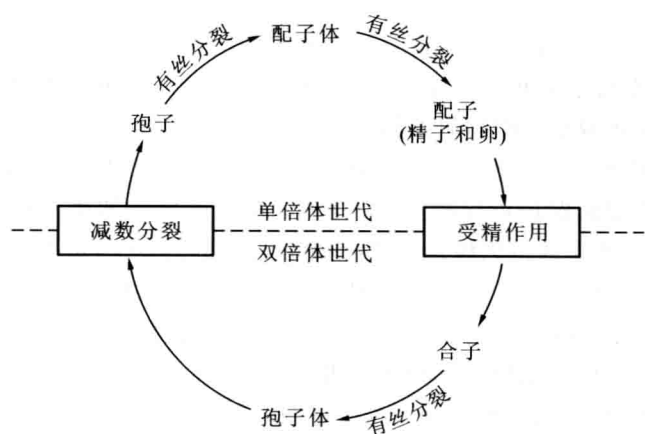 配子体
有丝分裂
有丝分裂
孢子
配子
(精子和卵)
减数分裂
单倍体世代
双倍体世代
受精作用
合子
有丝分裂
孢子体